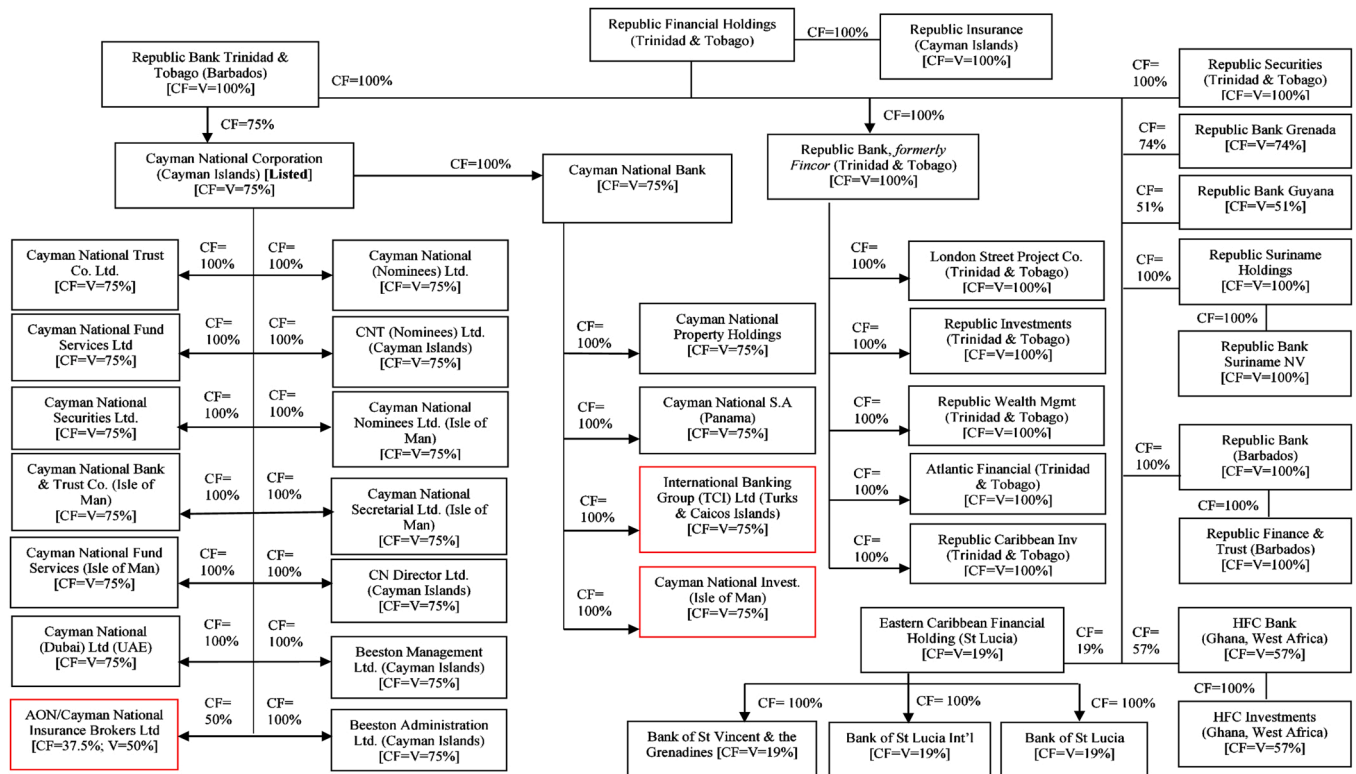 Republic Financial Holdings
(Trinidad & Tobago)
CF=100%
Republic Insurance
(Cayman Islands)
[CF=V=100%]
Republic Bank Trinidad &
Tobago (Barbados)
[CF=V=100%]
CF=100%
CF=
100%
Republic Securities
(Trinidad & Tobago)
[CF=V=100%]
CF=75%
CF=100%
CF=
74%
Republic Bank Grenada
[CF=V=74%]
Cayman National Corporation
(Cayman Islands) [Listed]
[CF=V=75%]
CF=100%
Cayman National Bank
[CF=V=75%]
Republic Bank, formerly
Fincor (Trinidad & Tobago)
[CF=V=100%]
CF=
51%
Republic Bank Guyana
[CF=V=51%]
Cayman National Trust
Co. Ltd.
[CF=V=75%]
CF=
100%
CF=
100%
Cayman National
(Nominees) Ltd.
[CF=V=75%]
Cayman National Fund
Services Ltd
[CF=V=75%]
CF=
100%
CF=
100%
CNT (Nominees) Ltd.
(Cayman Islands)
[CF=V=75%]
Cayman National
Securities Ltd.
[CF=V=75%]
CF=
100%
CF=
100%
Cayman National
Nominees Ltd. (Isle of
Man)
[CF=V=75%]
Cayman National Bank
& Trust Co. (Isle of
Man)
[CF=V=75%]
CF=
100%
CF=
100%
Cayman National
Secretarial Ltd. (Isle of
Man)
[CF=V=75%]
Cayman National Fund
Services (Isle of Man)
[CF=V=75%]
CF=
100%
CF=
100%
CN Director Ltd.
(Cayman Islands)
[CF=V=75%]
Cayman National
(Dubai) Ltd (UAE)
[CF=V=75%]
CF=
100%
CF=
100%
Beeston Management
Ltd. (Cayman Islands)
[CF=V=75%]
AON/Cayman National
Insurance Brokers Ltd
[CF=37.5%; V=50%]
CF=
50%
CF=
100%
Beeston Administration
Ltd. (Cayman Islands)
[CF=V=75%]
CF=
100%
Cayman National
Property Holdings
[CF=V=75%]
CF=
100%
Cayman National S.A
(Panama)
[CF=V=75%]
CF=
100%
International Banking
Group (TCI) Ltd (Turks
& Caicos Islands)
[CF=V=75%]
CF=
100%
Cayman National Invest.
(Isle of Man)
[CF=V=75%]
CF=
100%
London Street Project Co.
(Trinidad & Tobago)
[CF=V=100%]
CF=
100%
Republic Investments
(Trinidad & Tobago)
[CF=V=100%]
CF=
100%
Republic Wealth Mgmt
(Trinidad & Tobago)
[CF=V=100%]
CF=
100%
Atlantic Financial (Trinidad
& Tobago)
[CF=V=100%]
CF=
100%
Republic Caribbean Inv
(Trinidad & Tobago)
[CF=V=100%]
CF=
100%
Republic Suriname
Holdings
[CF=V=100%]
CF=100%
Republic Bank
Suriname NV
[CF=V=100%]
CF=
100%
Republic Bank
(Barbados)
[CF=V=100%]
CF=100%
Republic Finance
& Trust (Barbados)
[CF=V=100%]
Eastern Caribbean Financial
Holding (St Lucia)
[CF=V=19%]
CF=
19%
CF=
57%
HFC Bank
(Ghana, West Africa)
[CF=V=57%]
CF=100%
HFC Investments
(Ghana, West Africa)
[CF=V=57%]
CF= 100%
CF= 100%
CF= 100%
Bank of St Vincent & the
Grenadines [CF=V=19%]
Bank of St Lucia Int'l
[CF=V=19%]
Bank of St Lucia
[CF=V=19%]